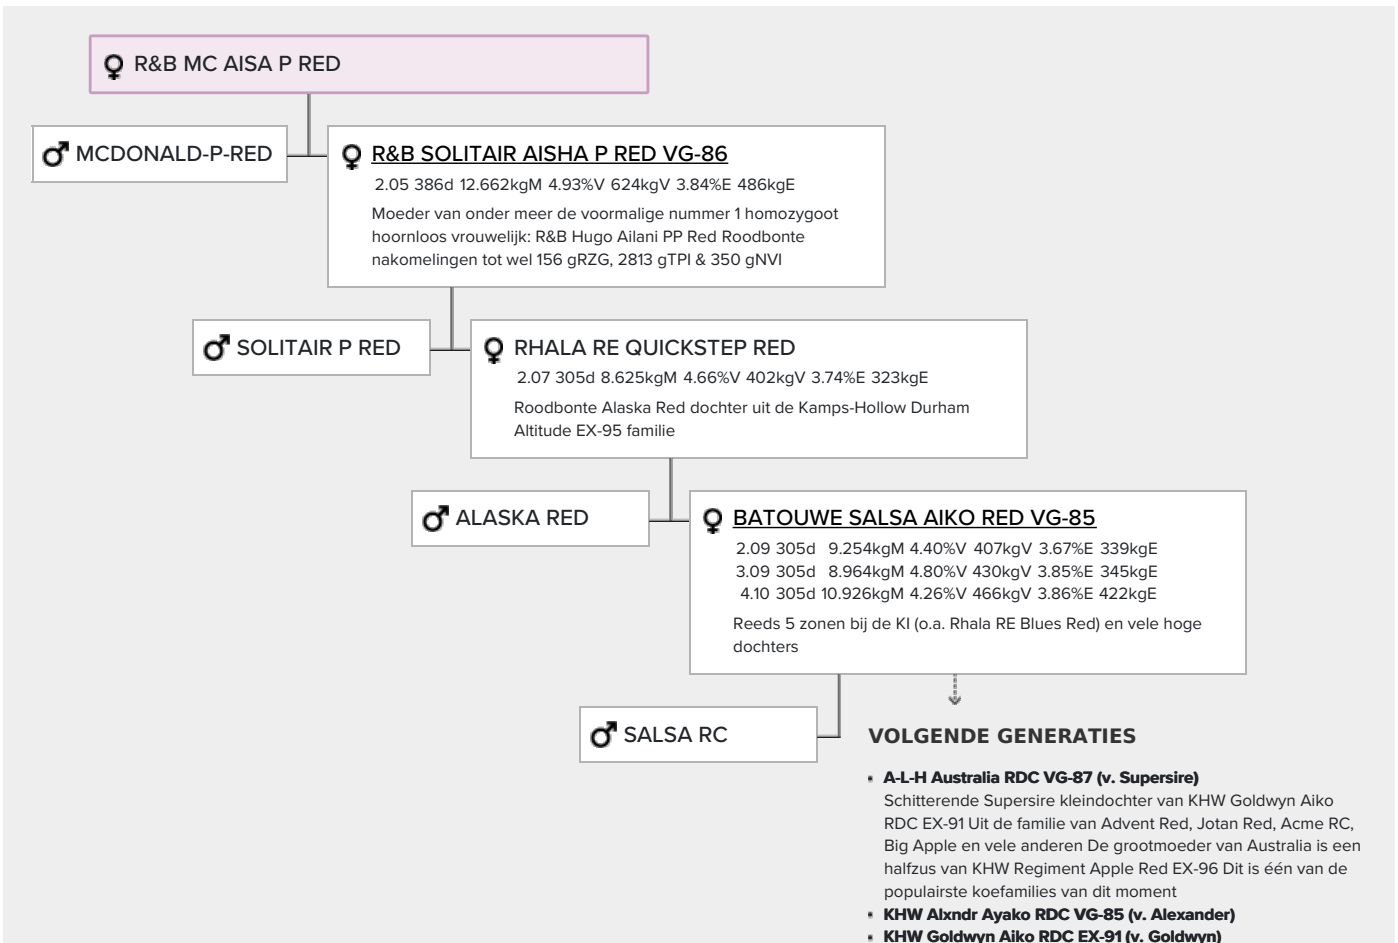 R&B MC AISA P RED
MCDONALD-P-RED
R&B SOLITAIR AISHA P RED VG-86
2.05 386d 12.662kgM 4.93%V 624kgV 3.84%E 486kgE
Moeder van onder meer de voormalige nummer 1 homozygoot
hoornloos vrouwelijk: R&B Hugo Ailani PP Red Roodbonte
nakomelingen tot wel 156 gRZG, 2813 gTPI & 350 gNVI
SOLITAIR P RED
RHALA RE QUICKSTEP RED
2.07 305d 8.625kgM 4.66%V 402kgV 3.74%E 323kgE
Roodbonte Alaska Red dochter uit de Kamps-Hollow Durham
Altitude EX-95 familie
ALASKA RED
BATOUWE SALSA AIKO RED VG-85
2.09 305d 9.254kgM 4.40%V 407kgV 3.67%E 339kgE
3.09 305d 8.964kgM 4.80%V 430kgV 3.85%E 345kgE
4.10 305d 10.926kgM 4.26%V 466kgV 3.86%E 422kgE
Reeds 5 zonen bij de KI (o.a. Rhala RE Blues Red) en vele hoge
dochters
SALSA RC
VOLGENDE GENERATIES
A-L-H Australia RDC VG-87 (v. Supersire)
Schitterende Supersire kleindochter van KHW Goldwyn Aiko
RDC EX-91 Uit de familie van Advent Red, Jotan Red, Acme RC,
Big Apple en vele anderen De grootmoeder van Australia is een
halfzus van KHW Regiment Apple Red EX-96 Dit is één van de
populairste koefamilies van dit moment
KHW Alxndr Ayako RDC VG-85 (v. Alexander)
KHW Goldwyn Aiko RDC EX-91 (v. Goldwyn)